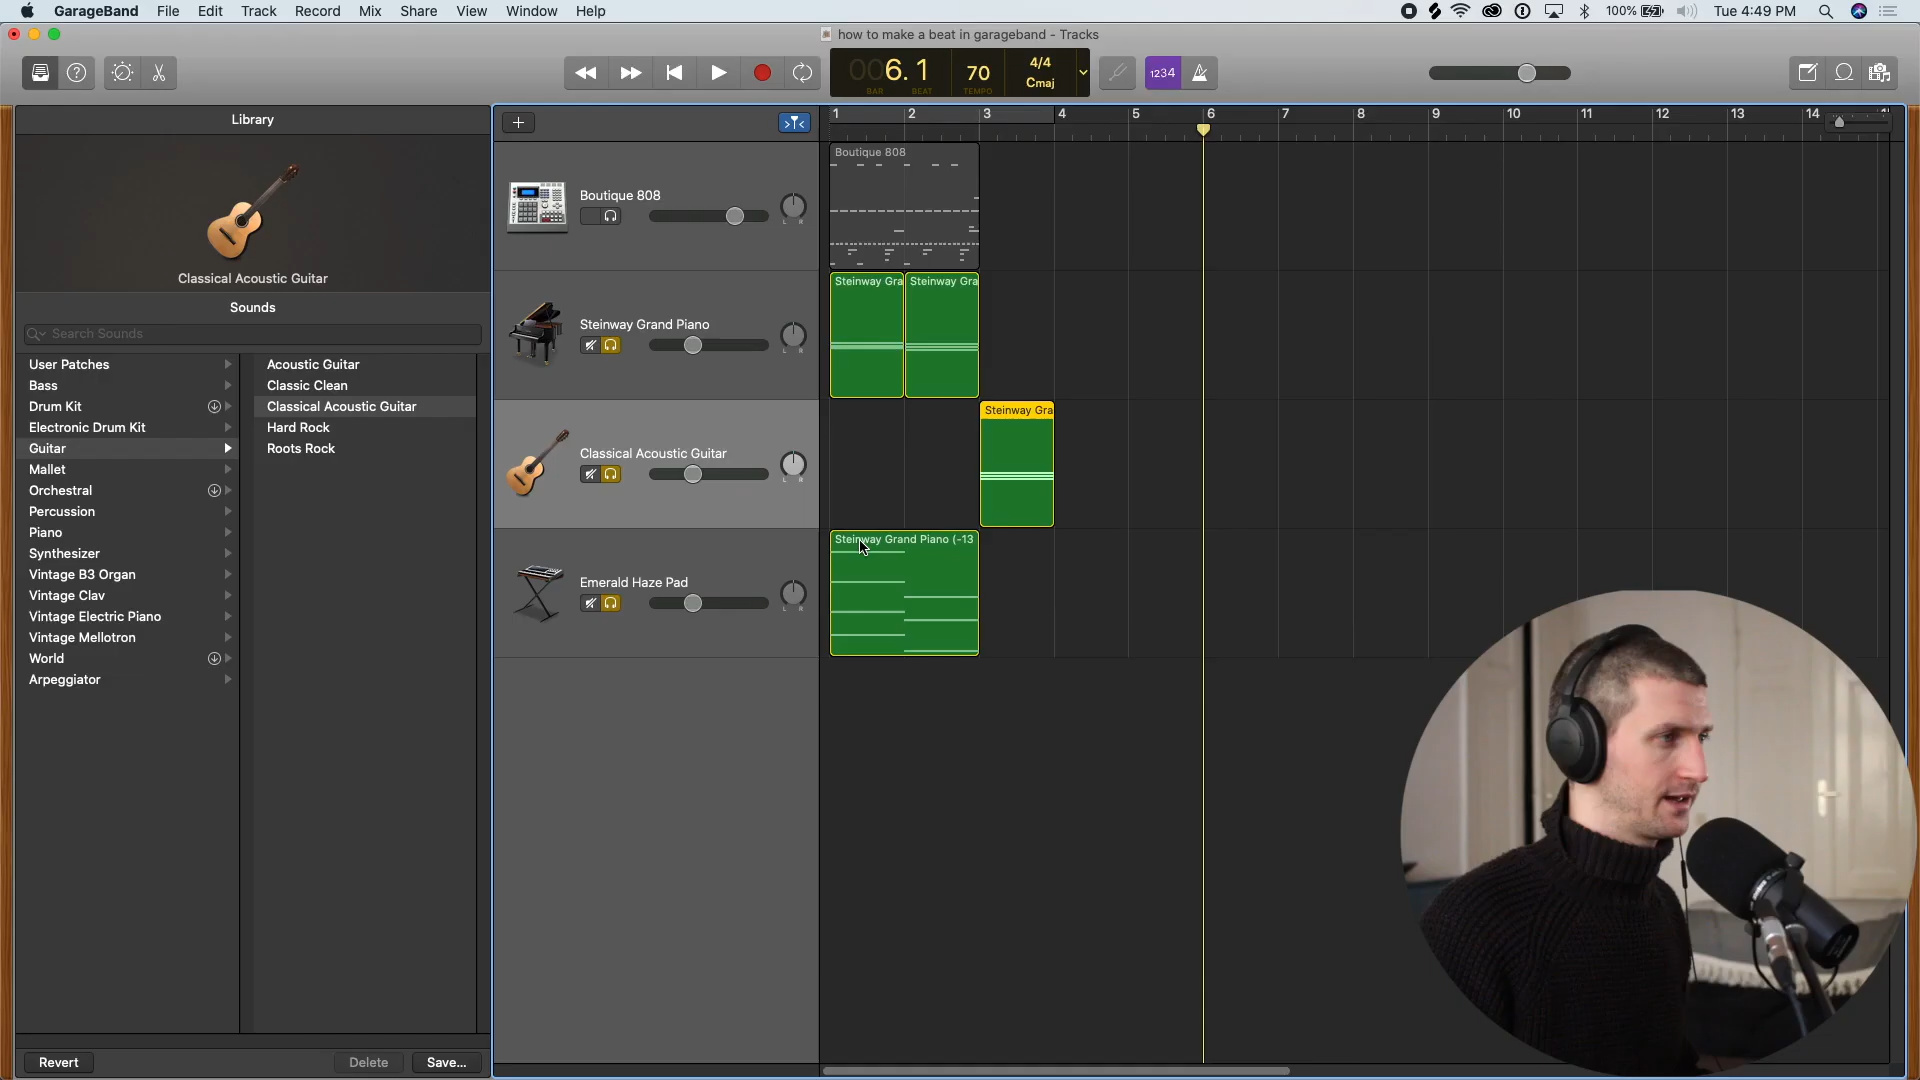 GarageBand File Edit Track Record Mix Share View Window Help
100% Tue 4:49 PM
how to make a beat in garageband - Tracks
006.1 70 4/4
Cmaj
BAR BEAT TEMPO
1234
Library
Classical Acoustic Guitar
Sounds
Search Sounds
User Patches
Bass
Drum Kit
Electronic Drum Kit
Guitar
Mallet
Orchestral
Percussion
Piano
Synthesizer
Vintage B3 Organ
Vintage Clav
Vintage Electric Piano
Vintage Mellotron
World
Arpeggiator
Acoustic Guitar
Classic Clean
Classical Acoustic Guitar
Hard Rock
Roots Rock
Revert Delete Save...
1 2 3 4 5 6 7 8 9 10 11 12 13 14
Boutique 808
L R
Boutique 808
Steinway Grand Piano
L R
Steinway Gra Steinway Gra
Classical Acoustic Guitar
L R
Steinway Gra
Emerald Haze Pad
L R
Steinway Grand Piano (-13